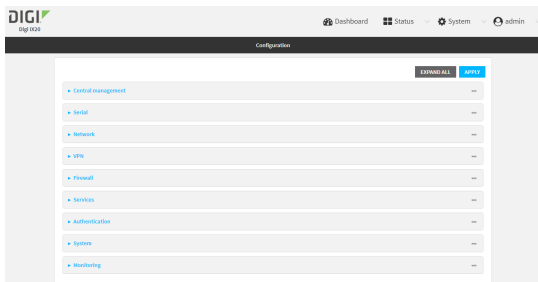 DIGI
Digi IX20
Dashboard
Status
System
admin
Configuration
EXPAND ALL
APPLY
Central management
Serial
Network
VPN
Firewall
Services
Authentication
System
Monitoring